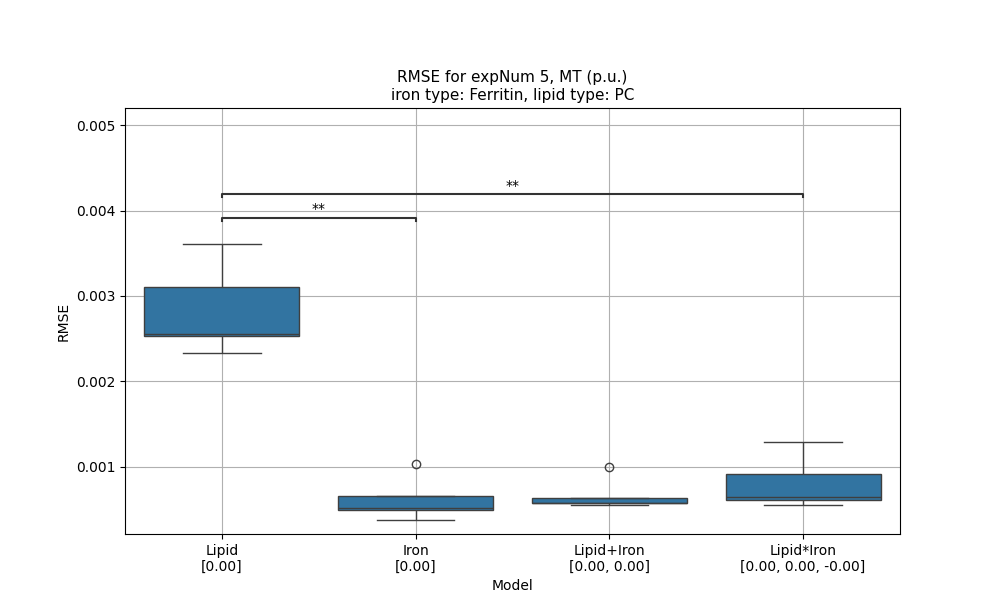 RMSE for expNum 5, MT (p.u.)
iron type: Ferritin, lipid type: PC
0.005
0.004
0.003
0.002
0.001
RMSE
**
**
Lipid
[0.00]
Iron
[0.00]
Lipid+Iron
[0.00, 0.00]
Lipid*Iron
[0.00, 0.00, -0.00]
Model